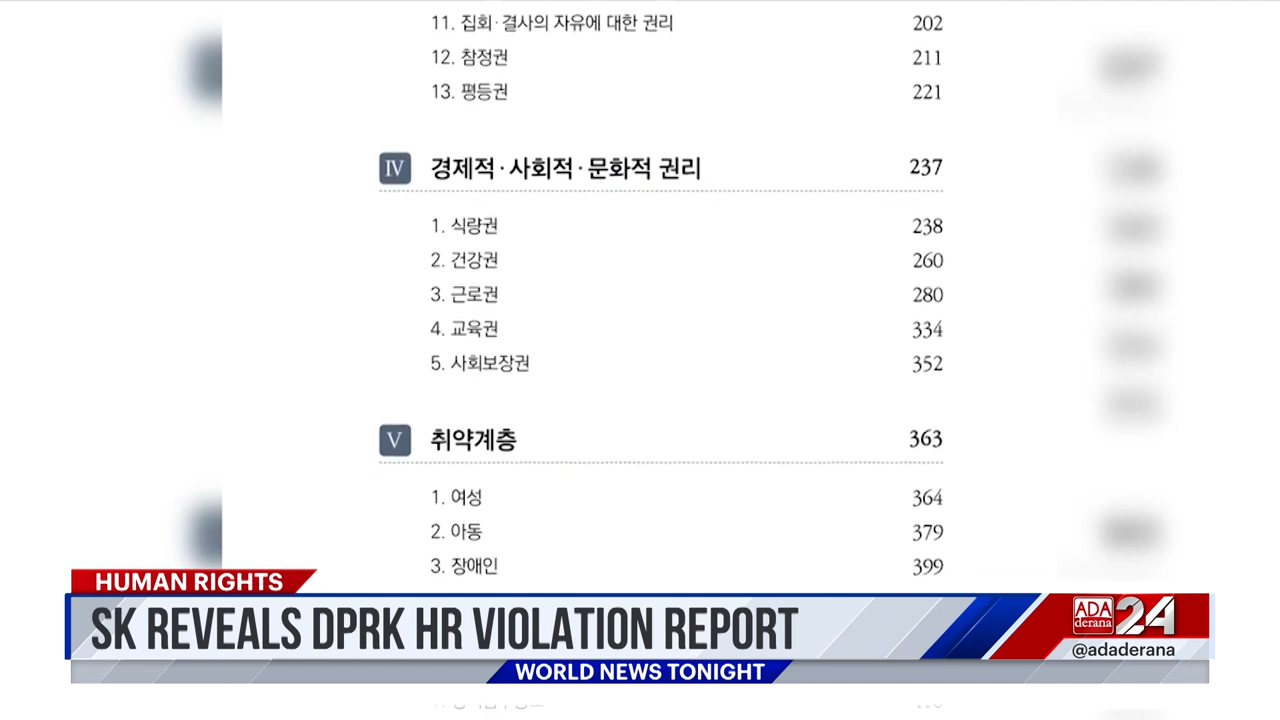 11. 집회·결사의 자유에 대한 권리 202
12. 참정권 211
13. 평등권 221
IV 경제적·사회적·문화적 권리 237
1. 식량권 238
2. 건강권 260
3. 근로권 280
4. 교육권 334
5. 사회보장권 352
V 취약계층 363
1. 여성 364
2. 아동 379
3. 장애인 399
HUMAN RIGHTS
SK REVEALS DPRK HR VIOLATION REPORT
ADA derana 24
@adaderana
WORLD NEWS TONIGHT